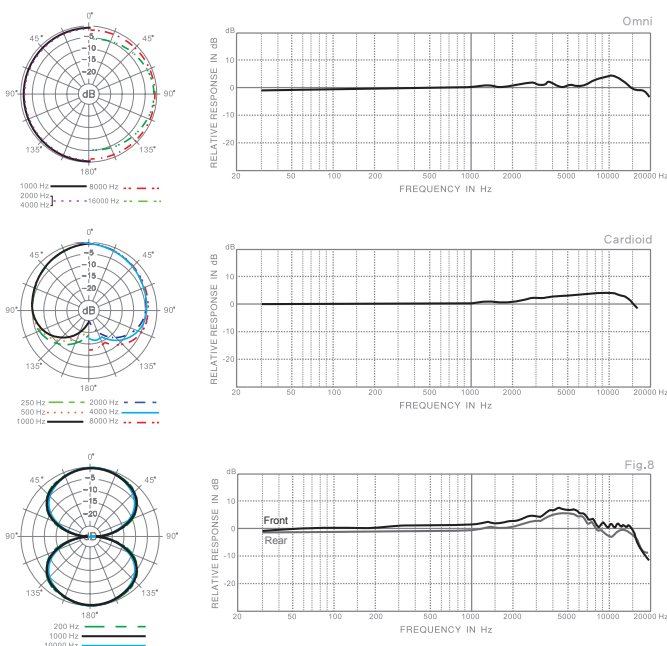 Omni
0°
45° 45°
-5
-10
-15
-20
dB
90° 90°
135° 135°
180°
1000 Hz 8000 Hz
2000 Hz
4000 Hz 16000 Hz
dB
10
0
-10
-20
RELATIVE RESPONSE IN dB
20 50 100 200 500 1000 2000 5000 10000 20000 Hz
FREQUENCY IN Hz
Cardioid
0°
45° 45°
-5
-10
-15
-20
dB
90° 90°
135° 135°
180°
250 Hz 2000 Hz
500 Hz 4000 Hz
1000 Hz 8000 Hz
dB
10
0
-10
-20
RELATIVE RESPONSE IN dB
20 50 100 200 500 1000 2000 5000 10000 20000 Hz
FREQUENCY IN Hz
Fig.8
0°
45° 45°
-5
-10
-15
-20
dB
90° 90°
135° 135°
180°
200 Hz
1000 Hz
10000 Hz
dB
10
0
-10
-20
RELATIVE RESPONSE IN dB
Front
Rear
20 50 100 200 500 1000 2000 5000 10000 20000 Hz
FREQUENCY IN Hz